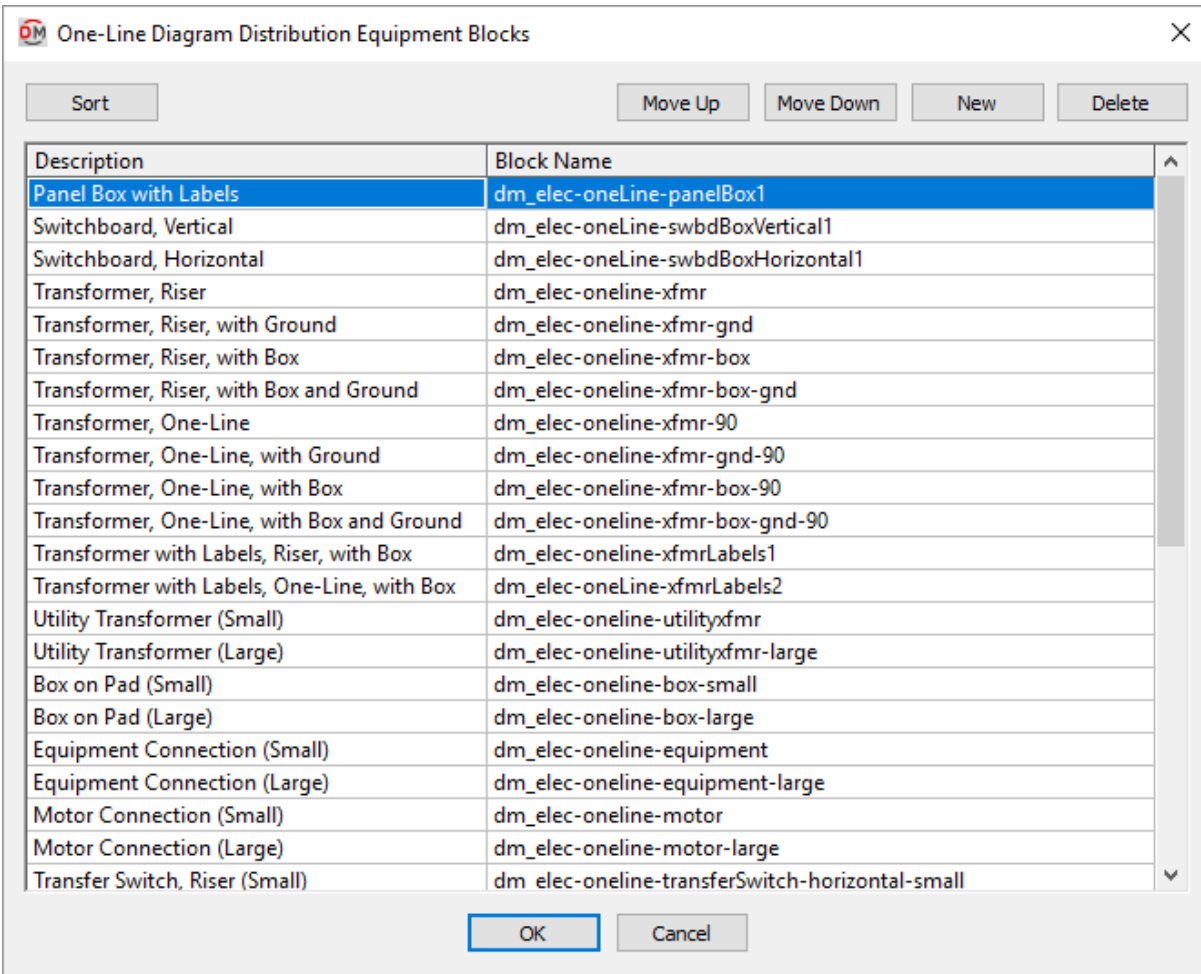 DM One-Line Diagram Distribution Equipment Blocks
Sort Move Up Move Down New Delete
Description Block Name
Panel Box with Labels dm_elec-oneLine-panelBox1
Switchboard, Vertical dm_elec-oneLine-swbdBoxVertical1
Switchboard, Horizontal dm_elec-oneLine-swbdBoxHorizontal1
Transformer, Riser dm_elec-oneline-xfmr
Transformer, Riser, with Ground dm_elec-oneline-xfmr-gnd
Transformer, Riser, with Box dm_elec-oneline-xfmr-box
Transformer, Riser, with Box and Ground dm_elec-oneline-xfmr-box-gnd
Transformer, One-Line dm_elec-oneline-xfmr-90
Transformer, One-Line, with Ground dm_elec-oneline-xfmr-gnd-90
Transformer, One-Line, with Box dm_elec-oneline-xfmr-box-90
Transformer, One-Line, with Box and Ground dm_elec-oneline-xfmr-box-gnd-90
Transformer with Labels, Riser, with Box dm_elec-oneline-xfmrLabels1
Transformer with Labels, One-Line, with Box dm_elec-oneLine-xfmrLabels2
Utility Transformer (Small) dm_elec-oneline-utilityxfmr
Utility Transformer (Large) dm_elec-oneline-utilityxfmr-large
Box on Pad (Small) dm_elec-oneline-box-small
Box on Pad (Large) dm_elec-oneline-box-large
Equipment Connection (Small) dm_elec-oneline-equipment
Equipment Connection (Large) dm_elec-oneline-equipment-large
Motor Connection (Small) dm_elec-oneline-motor
Motor Connection (Large) dm_elec-oneline-motor-large
Transfer Switch, Riser (Small) dm_elec-oneline-transferSwitch-horizontal-small
OK Cancel